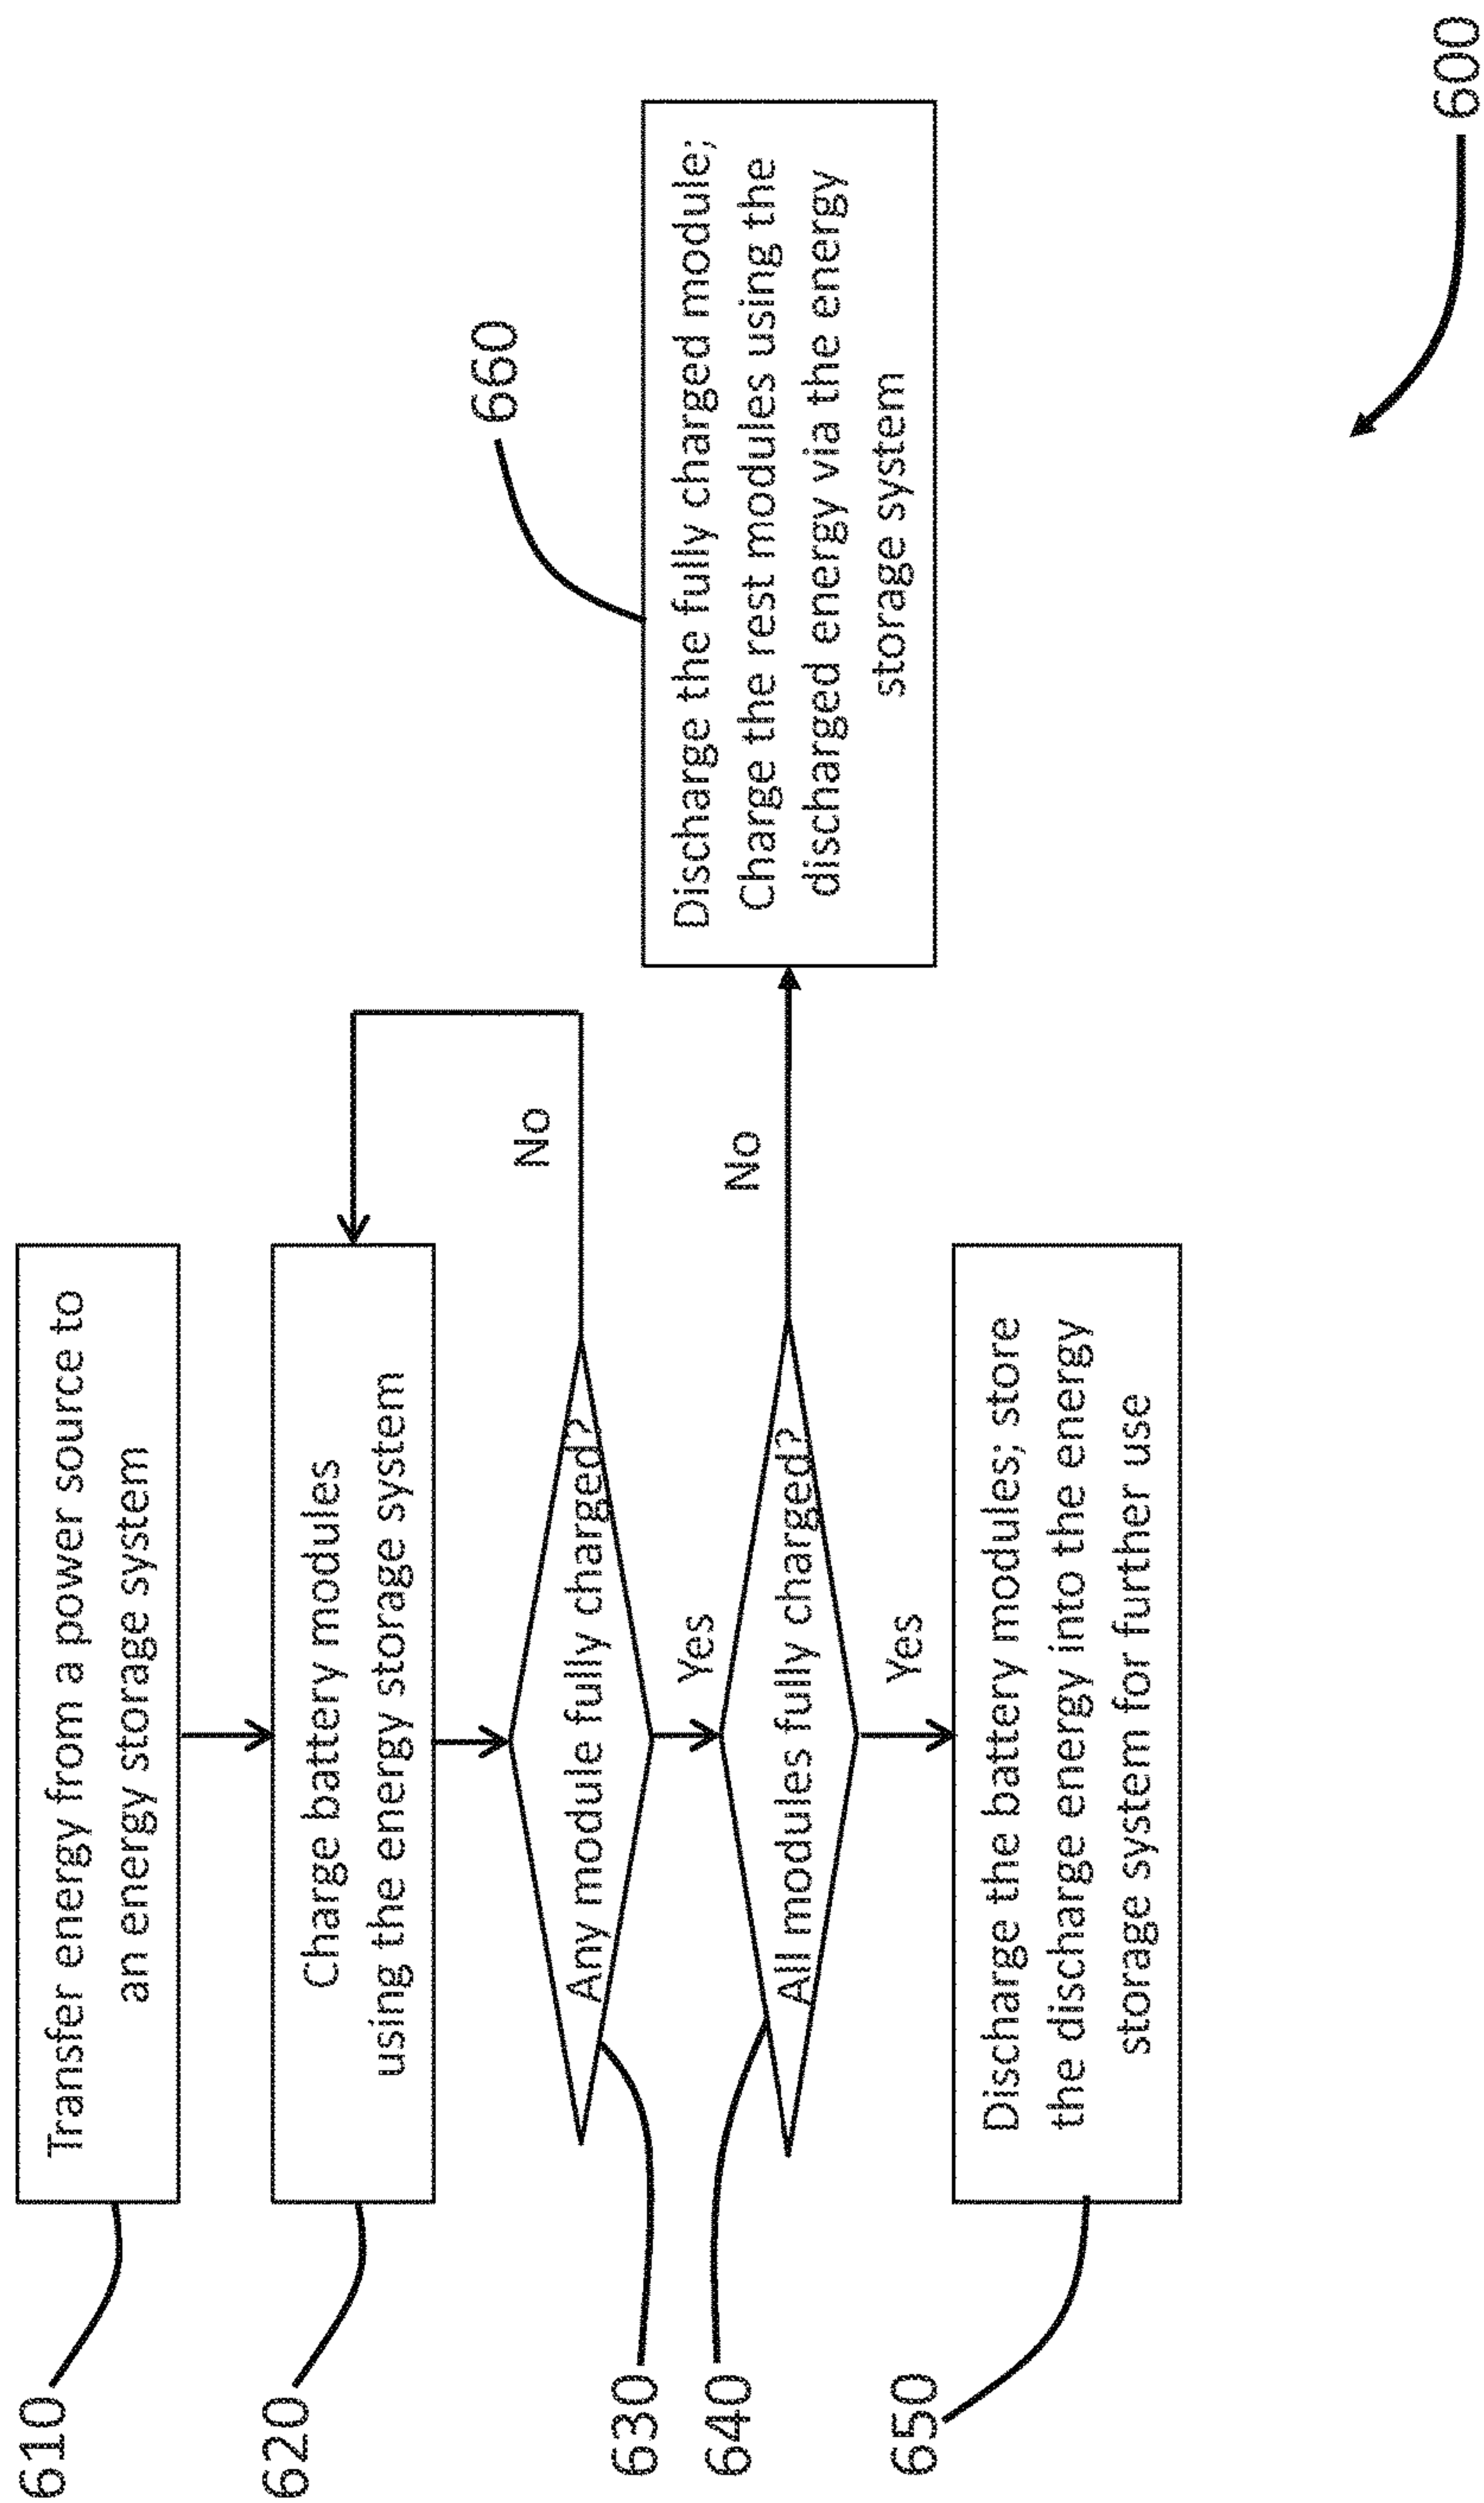 610
Transfer energy from a power source to
an energy storage system
620
Charge battery modules
using the energy storage system
630
Any module fully charged?
No
Yes
640
All modules fully charged?
No
Yes
650
Discharge the battery modules; store
the discharge energy into the energy
storage system for further use
660
Discharge the fully charged module;
Charge the rest modules using the
discharged energy via the energy
storage system
600